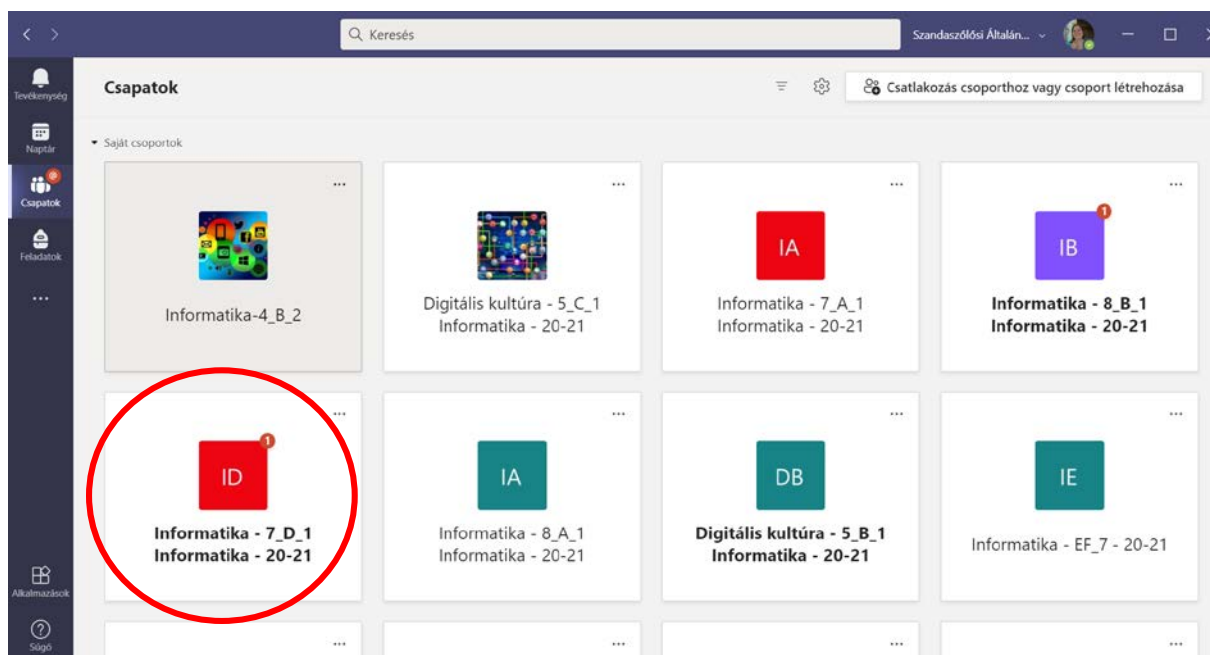 Keresés
Szandaszőlősi Általán...
Tevékenység
Naptár
Csapatok
Feladatok
Alkalmazások
Súgó
Csapatok
Csatlakozás csoporthoz vagy csoport létrehozása
Saját csoportok
Informatika-4_B_2
Digitális kultúra - 5_C_1
Informatika - 20-21
IA
Informatika - 7_A_1
Informatika - 20-21
IB
1
Informatika - 8_B_1
Informatika - 20-21
ID
1
Informatika - 7_D_1
Informatika - 20-21
IA
Informatika - 8_A_1
Informatika - 20-21
DB
Digitális kultúra - 5_B_1
Informatika - 20-21
IE
Informatika - EF_7 - 20-21